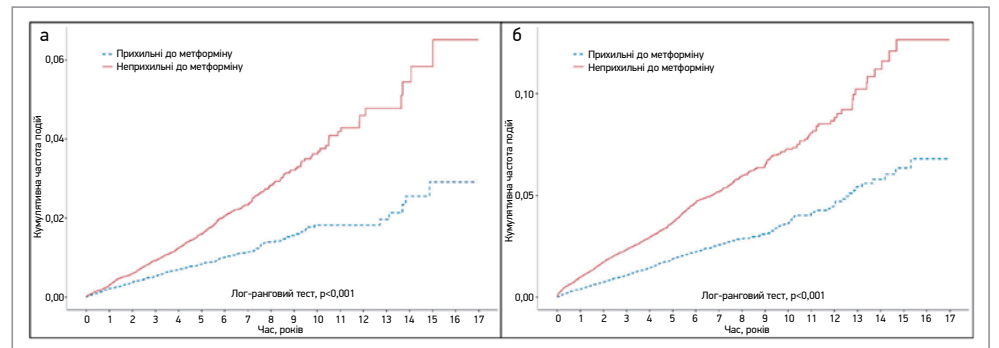 а
Прихильні до метформіну
Неприхильні до метформіну
Кумулятивна частота подій
0,06
0,04
0,02
0,00
Лог-ранговий тест, p<0,001
0 1 2 3 4 5 6 7 8 9 10 11 12 13 14 15 16 17
Час, років
б
Прихильні до метформіну
Неприхильні до метформіну
Кумулятивна частота подій
0,10
0,05
0,00
Лог-ранговий тест, p<0,001
0 1 2 3 4 5 6 7 8 9 10 11 12 13 14 15 16 17
Час, років